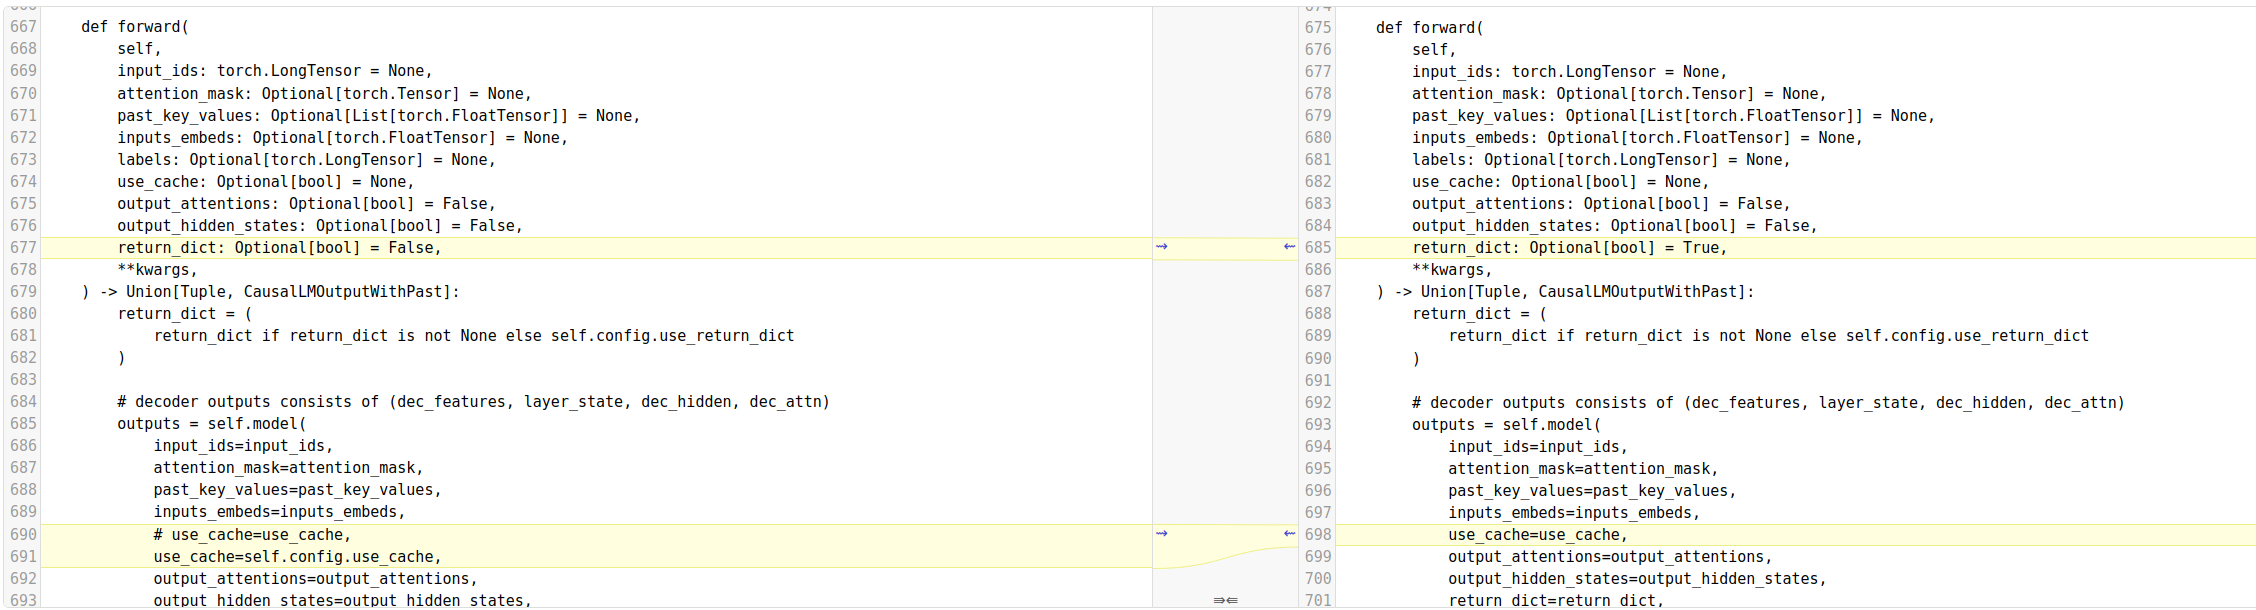 667 def forward(
668 self,
669 input_ids: torch.LongTensor = None,
670 attention_mask: Optional[torch.Tensor] = None,
671 past_key_values: Optional[List[torch.FloatTensor]] = None,
672 inputs_embeds: Optional[torch.FloatTensor] = None,
673 labels: Optional[torch.LongTensor] = None,
674 use_cache: Optional[bool] = None,
675 output_attentions: Optional[bool] = False,
676 output_hidden_states: Optional[bool] = False,
677 return_dict: Optional[bool] = False,
678 **kwargs,
679 ) -> Union[Tuple, CausalLMOutputWithPast]:
680 return_dict = (
681 return_dict if return_dict is not None else self.config.use_return_dict
682 )
683
684 # decoder outputs consists of (dec_features, layer_state, dec_hidden, dec_attn)
685 outputs = self.model(
686 input_ids=input_ids,
687 attention_mask=attention_mask,
688 past_key_values=past_key_values,
689 inputs_embeds=inputs_embeds,
690 # use_cache=use_cache,
691 use_cache=self.config.use_cache,
692 output_attentions=output_attentions,
693 output_hidden_states=output_hidden_states,
674
675 def forward(
676 self,
677 input_ids: torch.LongTensor = None,
678 attention_mask: Optional[torch.Tensor] = None,
679 past_key_values: Optional[List[torch.FloatTensor]] = None,
680 inputs_embeds: Optional[torch.FloatTensor] = None,
681 labels: Optional[torch.LongTensor] = None,
682 use_cache: Optional[bool] = None,
683 output_attentions: Optional[bool] = False,
684 output_hidden_states: Optional[bool] = False,
685 return_dict: Optional[bool] = True,
686 **kwargs,
687 ) -> Union[Tuple, CausalLMOutputWithPast]:
688 return_dict = (
689 return_dict if return_dict is not None else self.config.use_return_dict
690 )
691
692 # decoder outputs consists of (dec_features, layer_state, dec_hidden, dec_attn)
693 outputs = self.model(
694 input_ids=input_ids,
695 attention_mask=attention_mask,
696 past_key_values=past_key_values,
697 inputs_embeds=inputs_embeds,
698 use_cache=use_cache,
699 output_attentions=output_attentions,
700 output_hidden_states=output_hidden_states,
701 return_dict=return_dict,